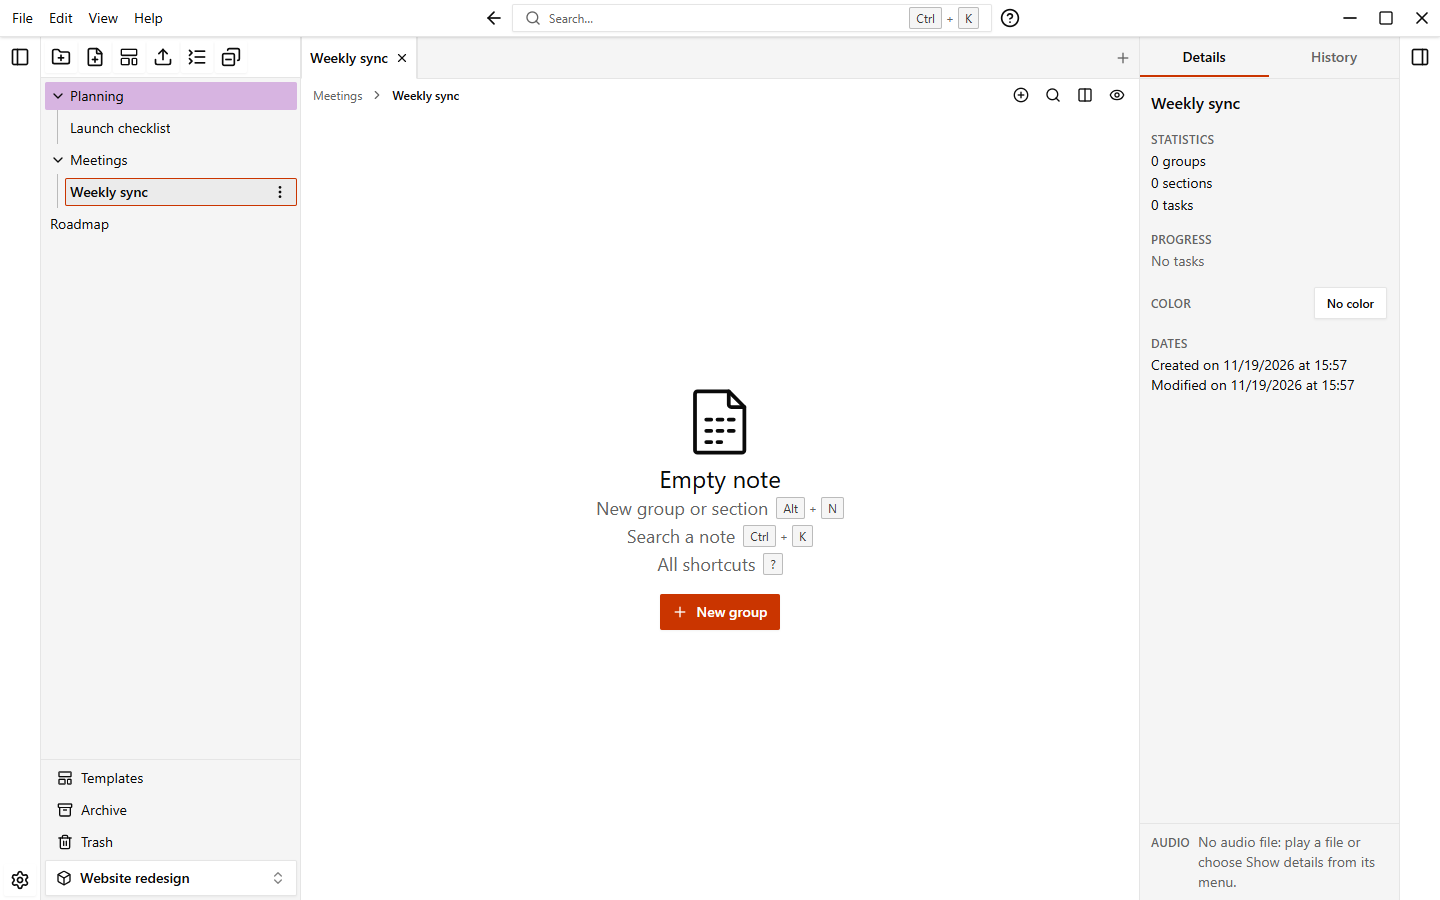 File Edit View Help
Search... Ctrl + K
Weekly sync
Details History
Planning
Launch checklist
Meetings
Weekly sync
Roadmap
Meetings > Weekly sync
Empty note
New group or section Alt + N
Search a note Ctrl + K
All shortcuts ?
+ New group
Weekly sync
STATISTICS
0 groups
0 sections
0 tasks
PROGRESS
No tasks
COLOR No color
DATES
Created on 11/19/2026 at 15:57
Modified on 11/19/2026 at 15:57
Templates
Archive
Trash
Website redesign
AUDIO No audio file: play a file or
choose Show details from its
menu.